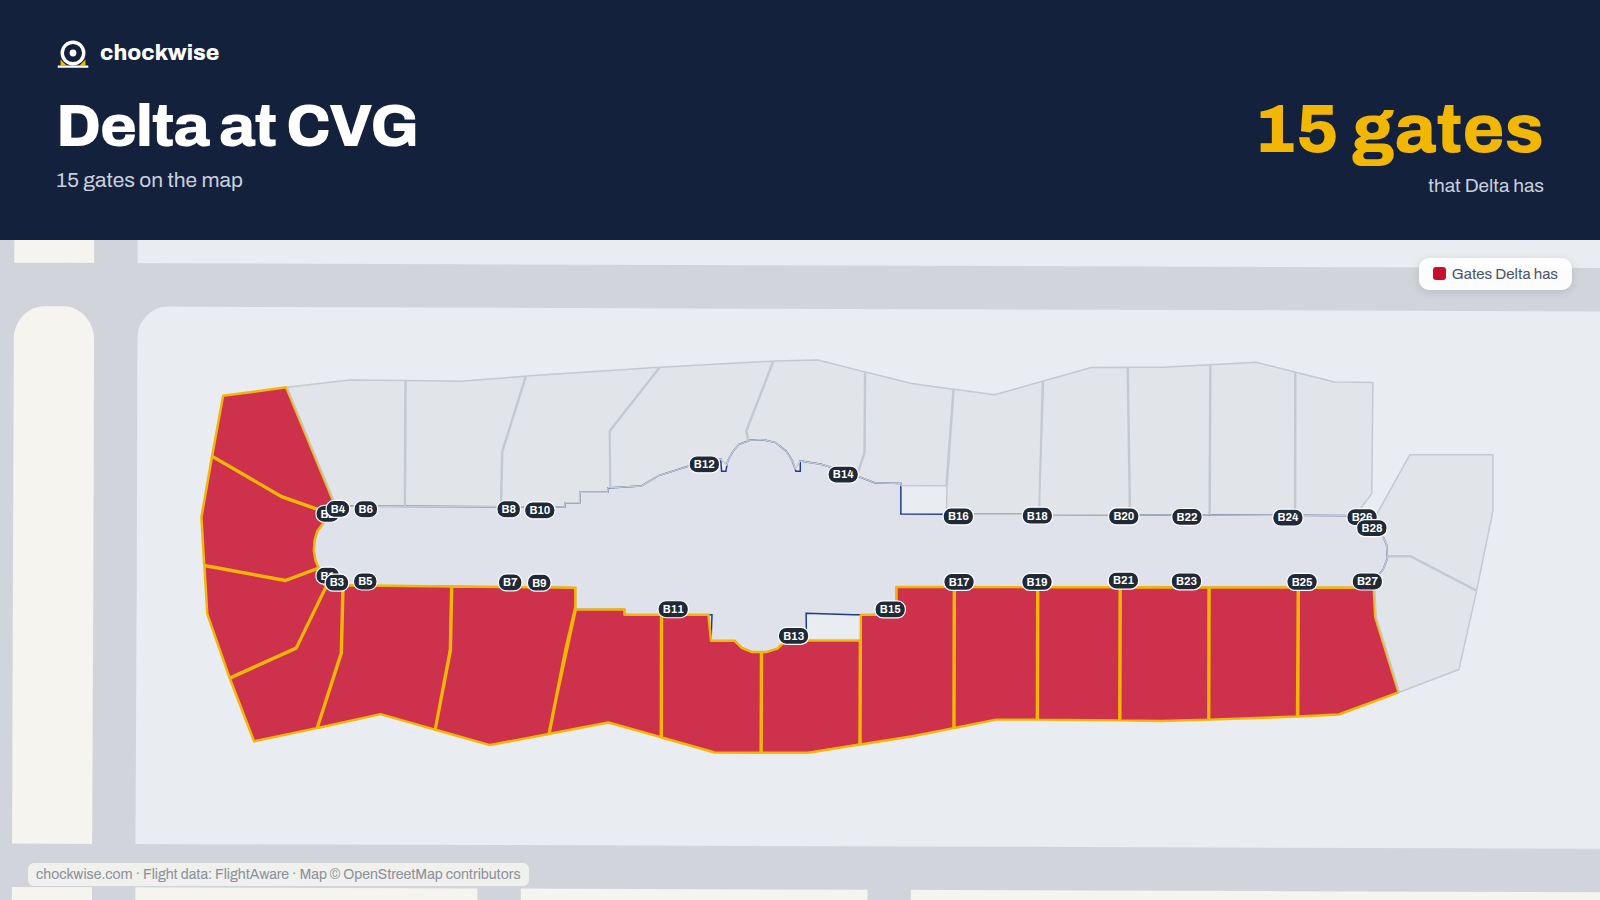 chockwise
Delta at CVG
15 gates on the map
15 gates
that Delta has
Gates Delta has
B12
B14
B4
B6
B8
B10
B16
B18
B20
B22
B24
B26
B28
B3
B5
B7
B9
B11
B13
B15
B17
B19
B21
B23
B25
B27
chockwise.com · Flight data: FlightAware · Map © OpenStreetMap contributors